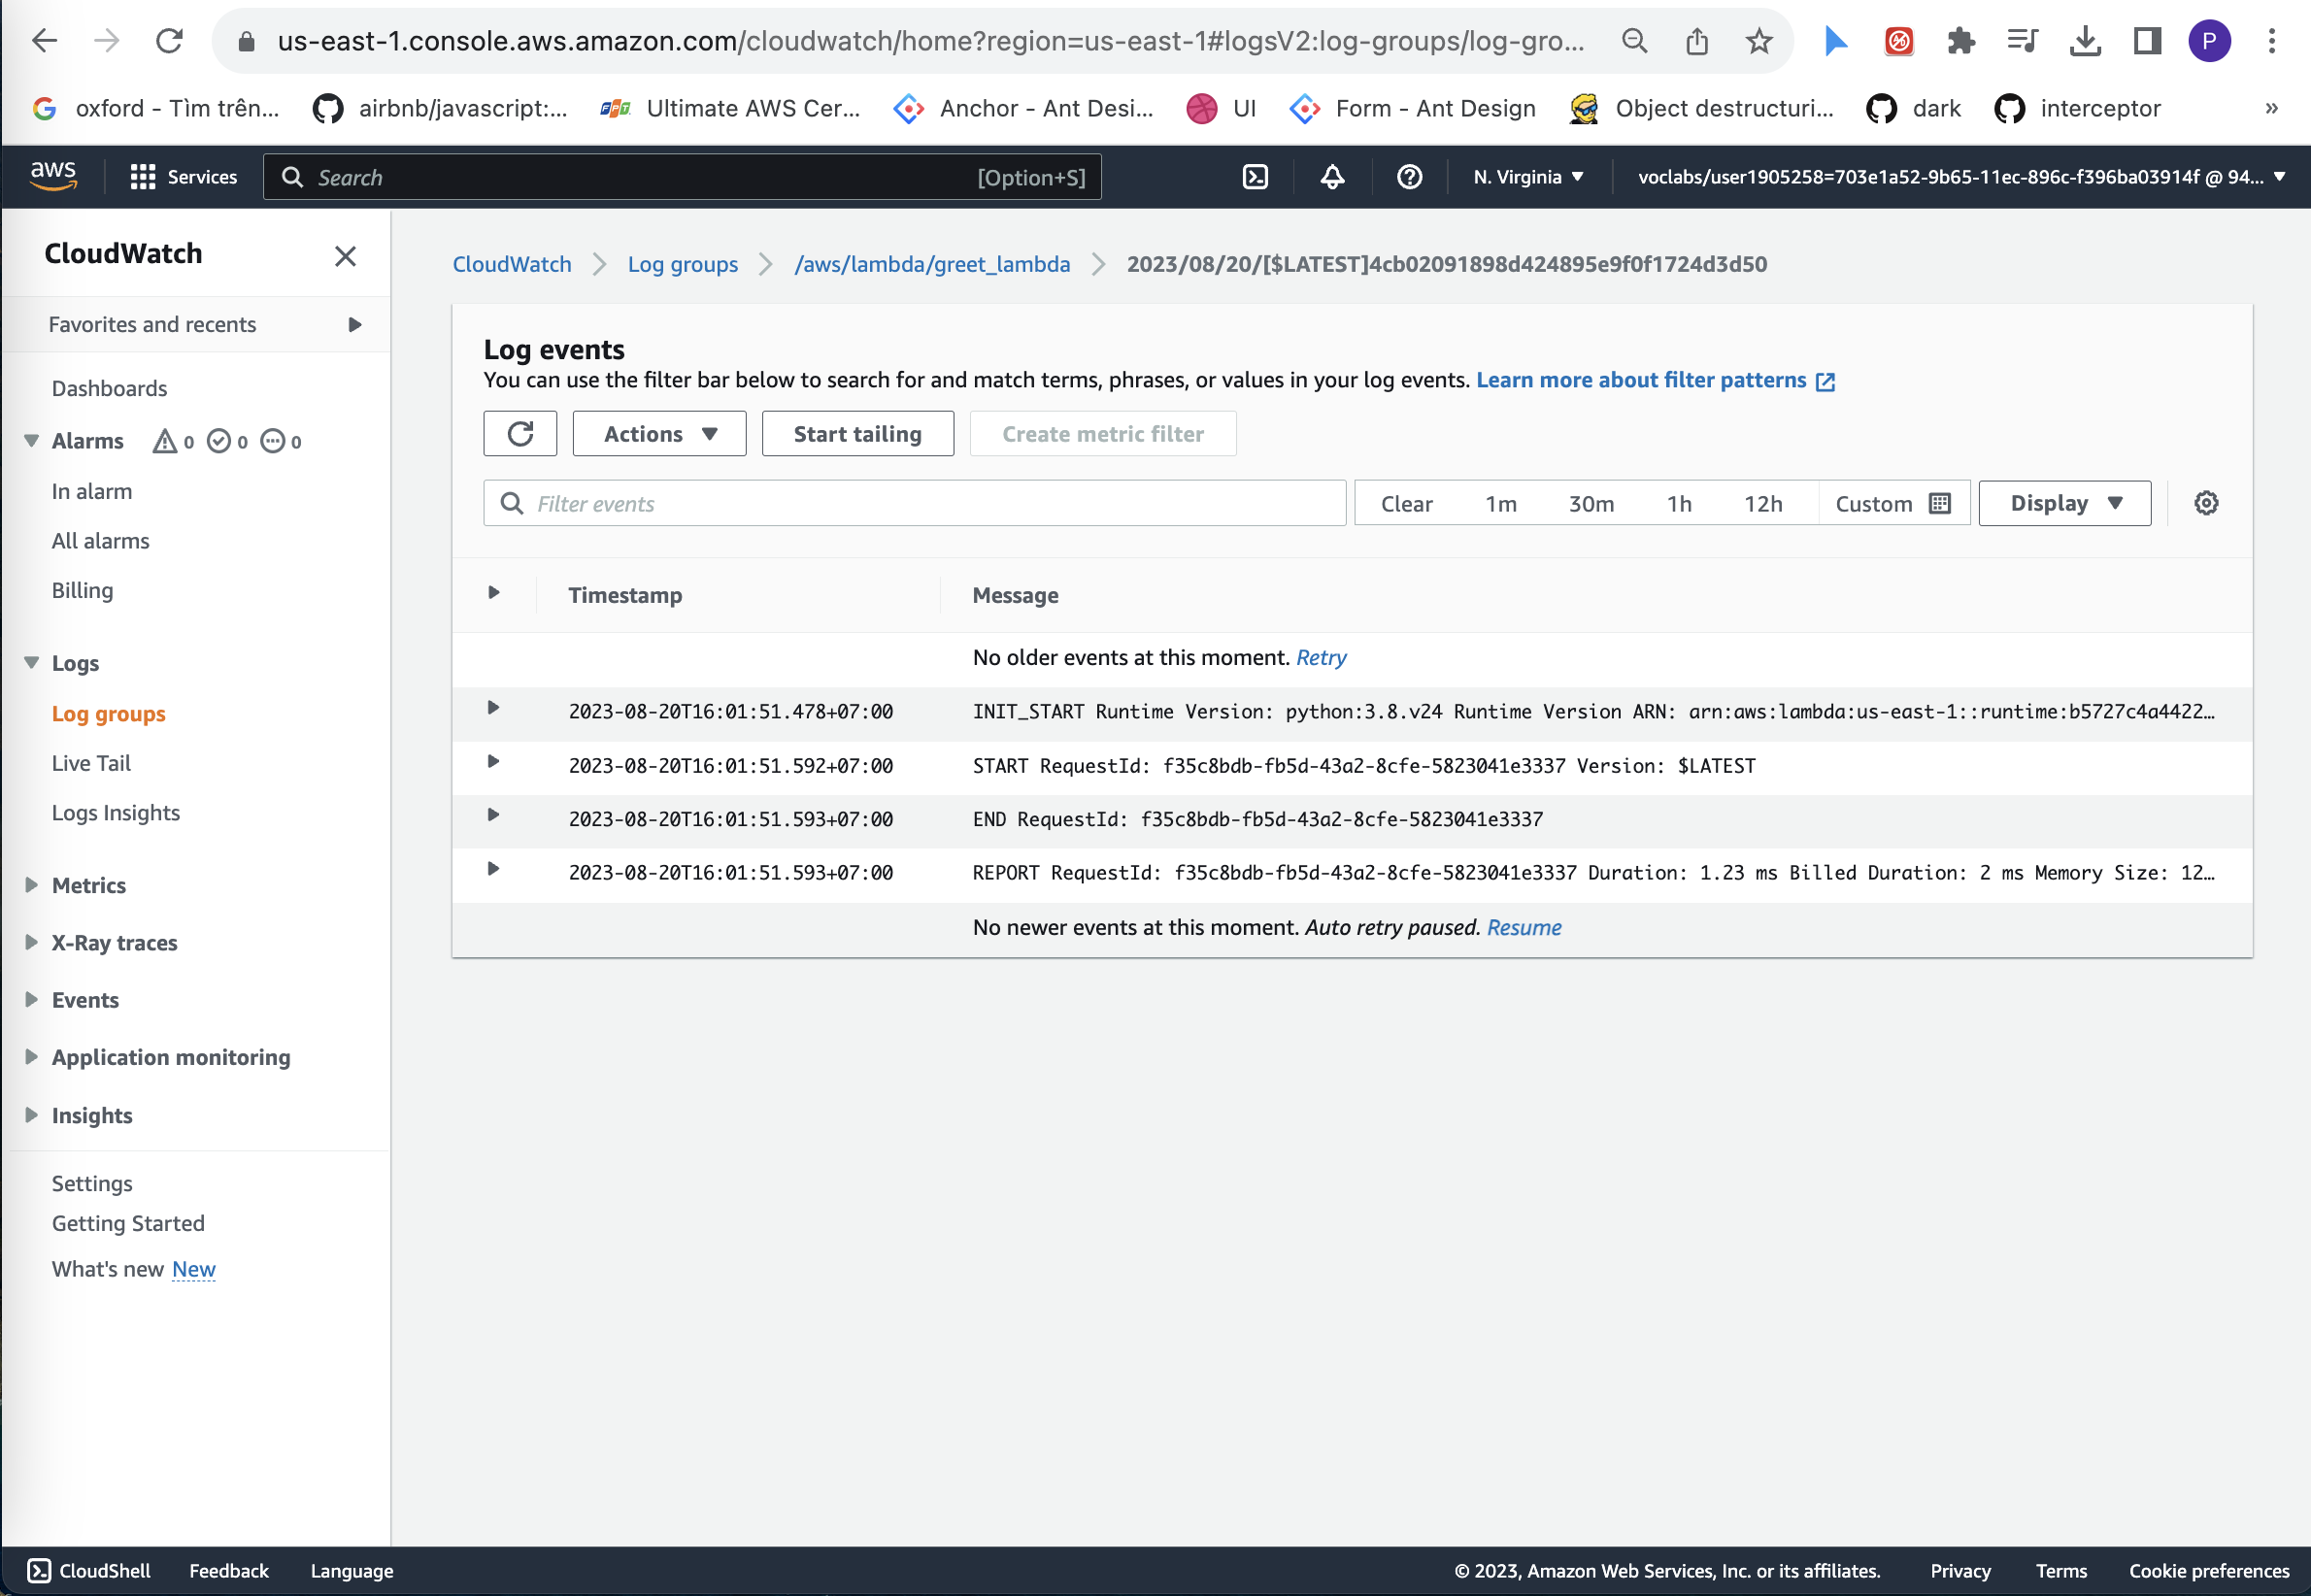 us-east-1.console.aws.amazon.com/cloudwatch/home?region=us-east-1#logsV2:log-groups/log-gro...
P
oxford - Tìm trên...
airbnb/javascript:...
FPT
Ultimate AWS Cer...
Anchor - Ant Desi...
UI
Form - Ant Design
Object destructuri...
dark
interceptor
»
aws
Services
Search
[Option+S]
N. Virginia
voclabs/user1905258=703e1a52-9b65-11ec-896c-f396ba03914f @ 94...
CloudWatch
Favorites and recents
Dashboards
Alarms 0 0 0
In alarm
All alarms
Billing
Logs
Log groups
Live Tail
Logs Insights
Metrics
X-Ray traces
Events
Application monitoring
Insights
Settings
Getting Started
What's new New
CloudWatch
Log groups
/aws/lambda/greet_lambda
2023/08/20/[$LATEST]4cb02091898d424895e9f0f1724d3d50
Log events
You can use the filter bar below to search for and match terms, phrases, or values in your log events. Learn more about filter patterns
Actions
Start tailing
Create metric filter
Filter events
Clear
1m
30m
1h
12h
Custom
Display
Timestamp
Message
No older events at this moment. Retry
2023-08-20T16:01:51.478+07:00 INIT_START Runtime Version: python:3.8.v24 Runtime Version ARN: arn:aws:lambda:us-east-1::runtime:b5727c4a4422…
2023-08-20T16:01:51.592+07:00 START RequestId: f35c8bdb-fb5d-43a2-8cfe-5823041e3337 Version: $LATEST
2023-08-20T16:01:51.593+07:00 END RequestId: f35c8bdb-fb5d-43a2-8cfe-5823041e3337
2023-08-20T16:01:51.593+07:00 REPORT RequestId: f35c8bdb-fb5d-43a2-8cfe-5823041e3337 Duration: 1.23 ms Billed Duration: 2 ms Memory Size: 12…
No newer events at this moment. Auto retry paused. Resume
CloudShell
Feedback
Language
© 2023, Amazon Web Services, Inc. or its affiliates.
Privacy
Terms
Cookie preferences